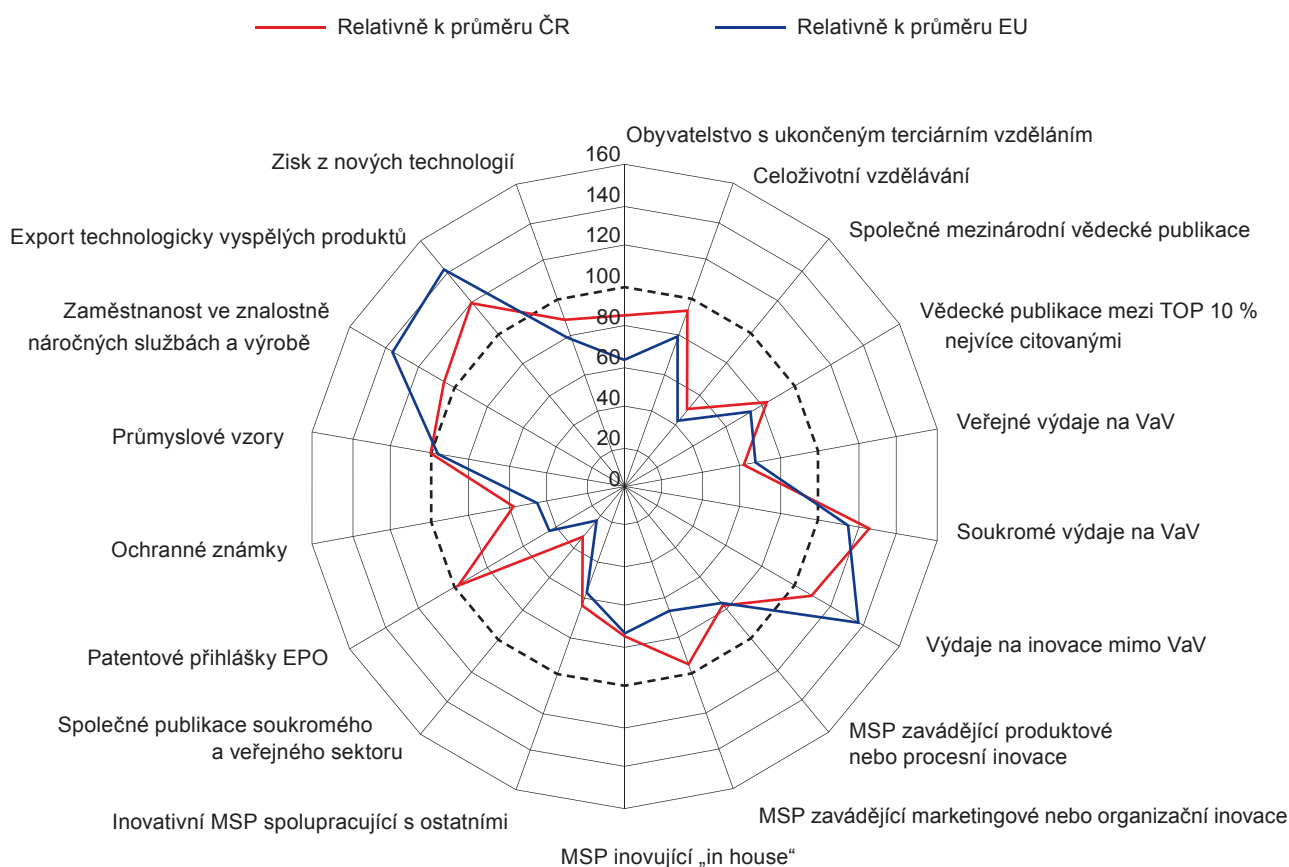 Relativně k průměru ČR
Relativně k průměru EU
Obyvatelstvo s ukončeným terciárním vzděláním
Celoživotní vzdělávání
Společné mezinárodní vědecké publikace
Vědecké publikace mezi TOP 10 %
nejvíce citovanými
Veřejné výdaje na VaV
Soukromé výdaje na VaV
Výdaje na inovace mimo VaV
MSP zavádějící produktové
nebo procesní inovace
MSP zavádějící marketingové nebo organizační inovace
MSP inovující „in house“
Inovativní MSP spolupracující s ostatními
Společné publikace soukromého
a veřejného sektoru
Patentové přihlášky EPO
Ochranné známky
Průmyslové vzory
Zaměstnanost ve znalostně
náročných službách a výrobě
Export technologicky vyspělých produktů
Zisk z nových technologií
160
140
120
100
80
60
40
20
0